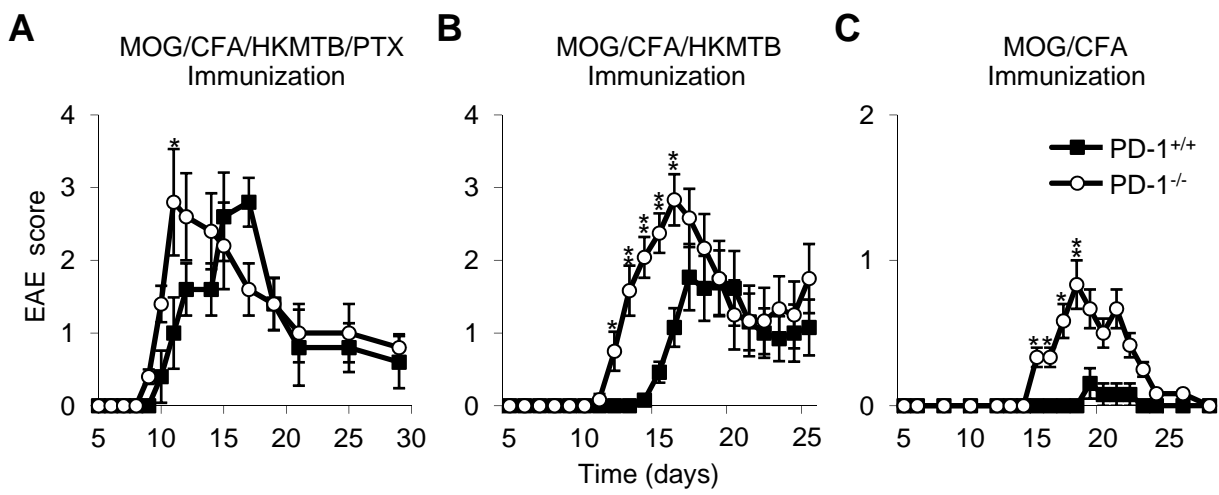 A
MOG/CFA/HKMTB/PTX
Immunization
B
MOG/CFA/HKMTB
Immunization
C
MOG/CFA
Immunization
EAE score
4
3
2
1
0
*
5 10 15 20 25 30
4
3
2
1
0
* ** ** ** **
5 10 15 20 25
Time (days)
2
1
0
PD-1+/+
PD-1-/-
* * * **
5 10 15 20 25